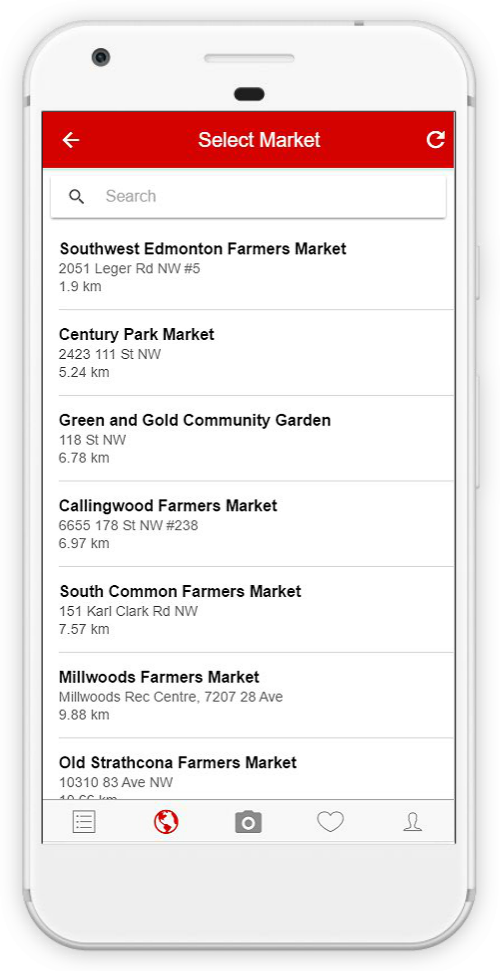 Select Market
Search
Southwest Edmonton Farmers Market
2051 Leger Rd NW #5
1.9 km
Century Park Market
2423 111 St NW
5.24 km
Green and Gold Community Garden
118 St NW
6.78 km
Callingwood Farmers Market
6655 178 St NW #238
6.97 km
South Common Farmers Market
151 Karl Clark Rd NW
7.57 km
Millwoods Farmers Market
Millwoods Rec Centre, 7207 28 Ave
9.88 km
Old Strathcona Farmers Market
10310 83 Ave NW